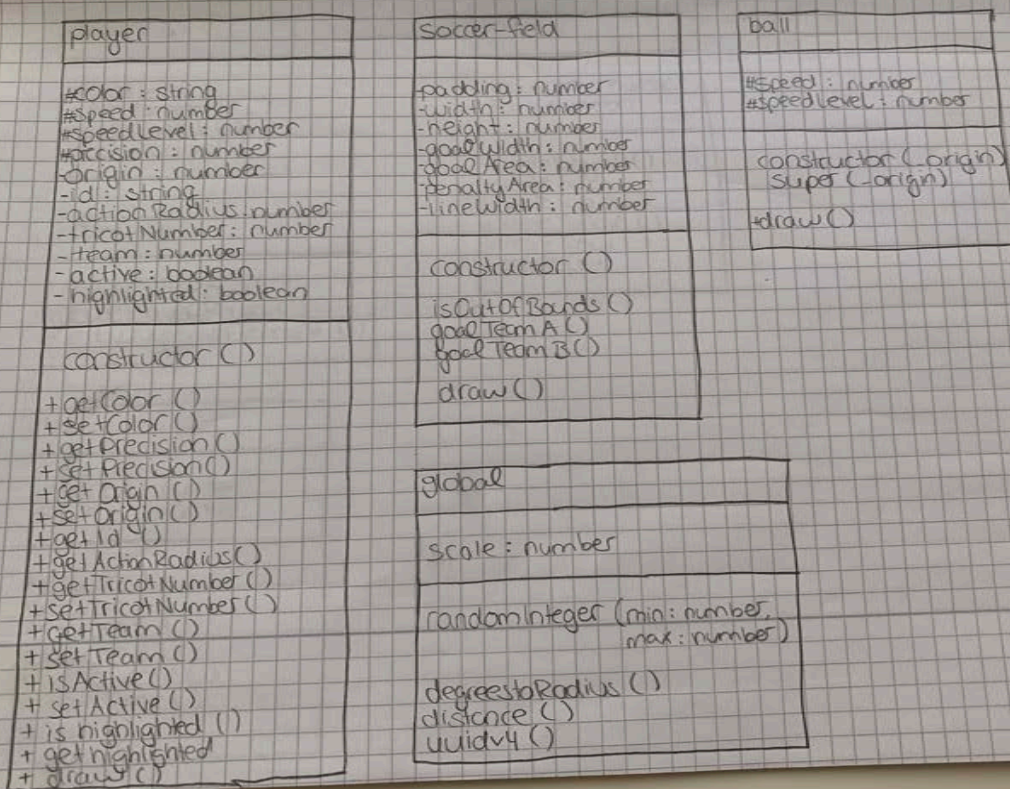 player
#color : string
#speed : number
#speedLevel : number
#precision : number
-origin : number
-id : string
-actionRadius : number
-tricotNumber : number
-team : number
-active : boolean
- highlighted : boolean
constructor ()
+ getColor ()
+ setColor ()
+ getPrecision ()
+ setPrecision ()
+ get Origin ()
+ setOrigin ()
+ getId ()
+ getActionRadius ()
+ getTricotNumber ()
+ setTricotNumber ()
+ getTeam ()
+ setTeam ()
+ isActive ()
+ setActive ()
+ is highlighted ()
+ gethighlighted
+ draw ()
soccer-field
-padding : number
-width : number
-height : number
-goalWidth : number
-goalArea : number
-penaltyArea : number
-lineWidth : number
constructor ()
isOutOfBounds ()
goalTeamA ()
goalTeamB ()
draw ()
ball
#speed : number
#speedLevel : number
constructor (_origin)
super (_origin)
+draw ()
global
scale : number
randomInteger (min : number,
max : number)
degreestoRadius ()
distance ()
uuidv4 ()